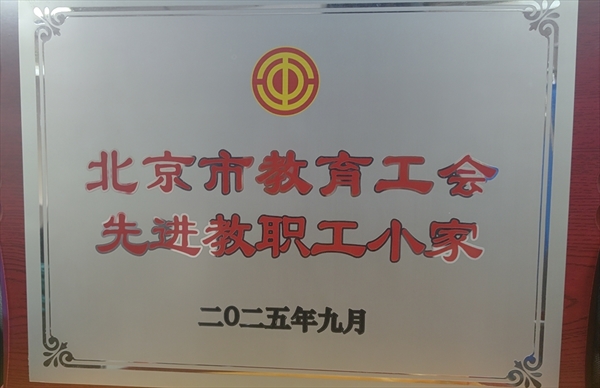 北京市教育工会
先进教职工小家
二0二五年九月